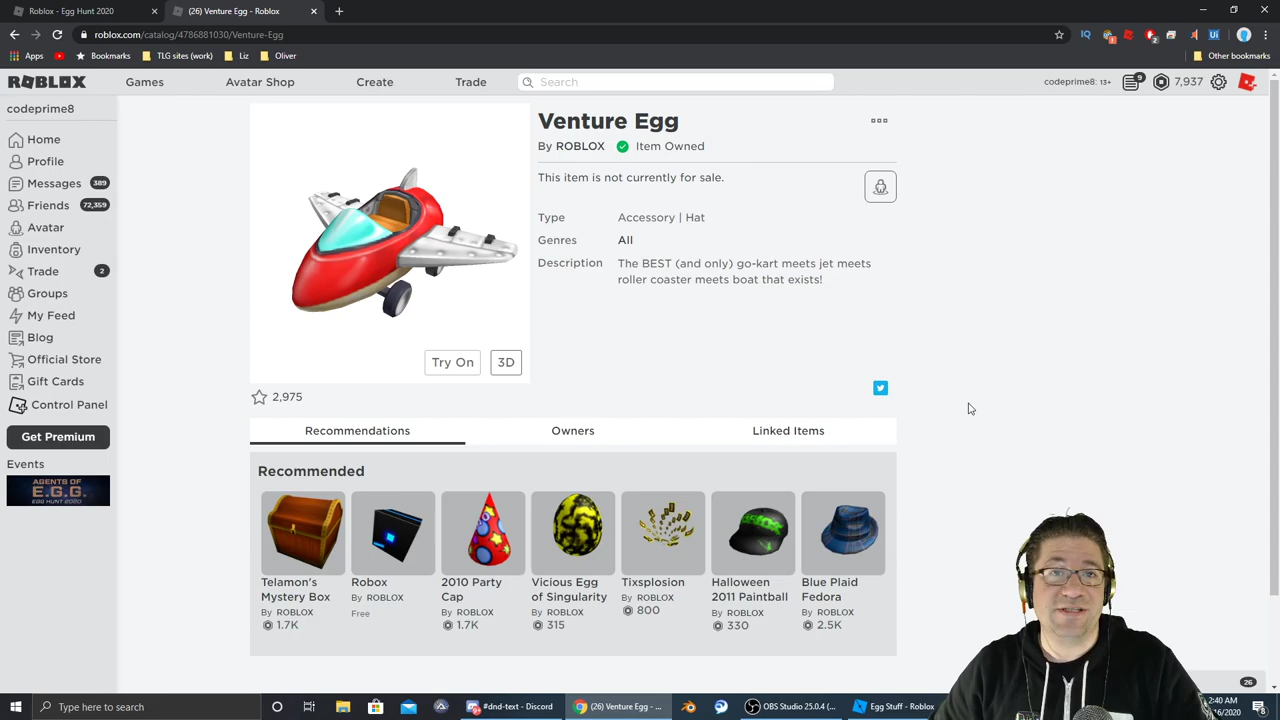 Roblox - Egg Hunt 2020
(26) Venture Egg - Roblox
roblox.com/catalog/4786881030/Venture-Egg
Apps
Bookmarks
TLG sites (work)
Liz
Oliver
Other bookmarks
ROBLOX
Games
Avatar Shop
Create
Trade
Search
codeprime8: 13+
9
7,937
codeprime8
Home
Profile
Messages
389
Friends
72,359
Avatar
Inventory
Trade
2
Groups
My Feed
Blog
Official Store
Gift Cards
Control Panel
Get Premium
Events
AGENTS OF
E.G.G.
EGG HUNT 2020
Venture Egg
By ROBLOX
Item Owned
This item is not currently for sale.
Type
Accessory | Hat
Genres
All
Description
The BEST (and only) go-kart meets jet meets
roller coaster meets boat that exists!
Try On
3D
2,975
Recommendations
Owners
Linked Items
Recommended
Telamon's
Mystery Box
By ROBLOX
1.7K
Robox
By ROBLOX
Free
2010 Party
Cap
By ROBLOX
1.7K
Vicious Egg
of Singularity
By ROBLOX
315
Tixsplosion
By ROBLOX
800
Halloween
2011 Paintball
By ROBLOX
330
Blue Plaid
Fedora
By ROBLOX
2.5K
26
Type here to search
#dnd-text - Discord
(26) Venture Egg - ...
OBS Studio 25.0.4 (...
Egg Stuff - Roblox
2:40 AM